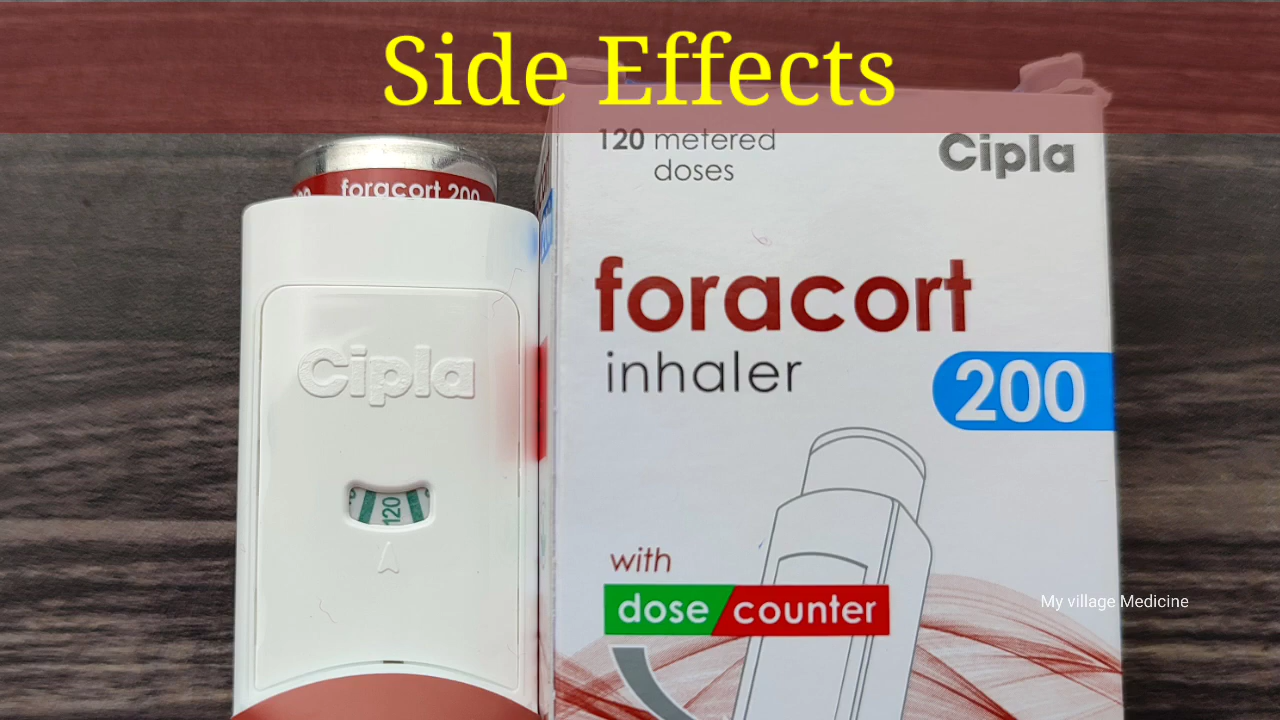 Side Effects
120 metered
doses
Cipla
foracort 200
foracort
inhaler
200
Cipla
120
with
dose counter
My village Medicine